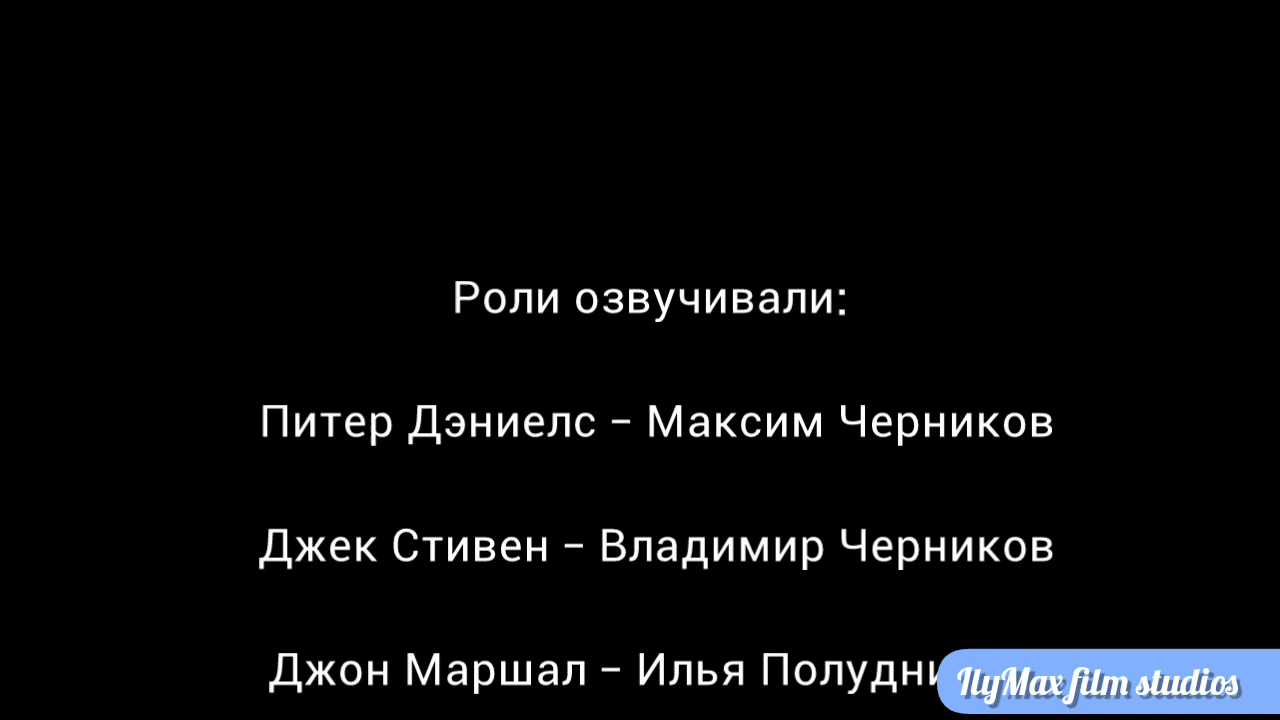 Роли озвучивали:
Питер Дэниелс – Максим Черников
Джек Стивен – Владимир Черников
Джон Маршал – Илья
IlyMax film studios